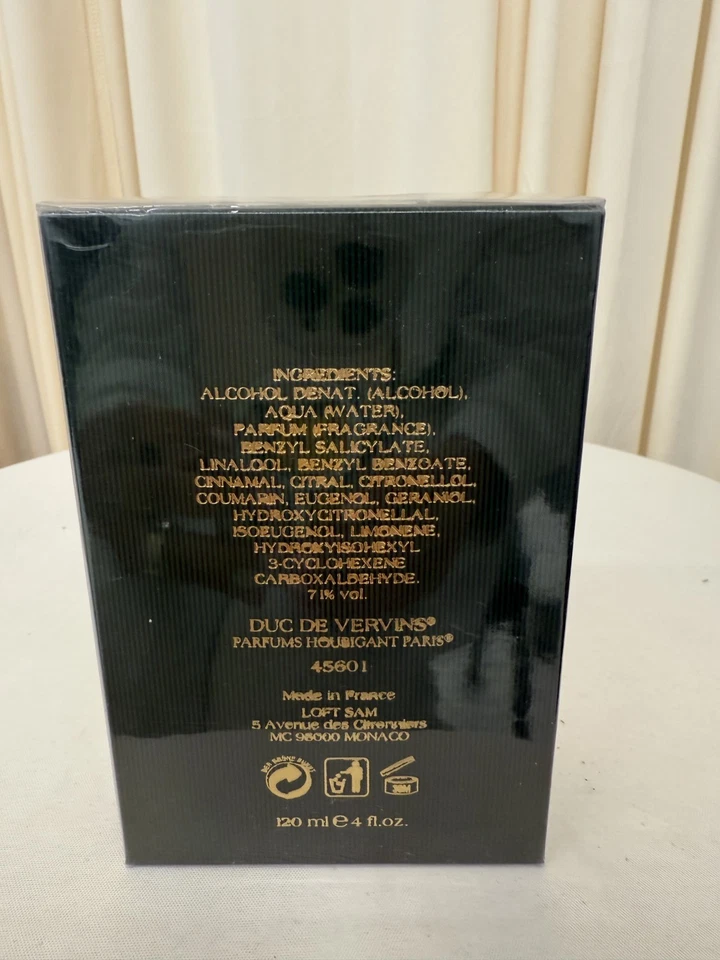 INGREDIENTS:
ALCOHOL DENAT. (ALCOHOL),
AQUA (WATER),
PARFUM (FRAGRANCE),
BENZYL SALICYLATE,
LINALOOL, BENZYL BENZOATE,
CINNAMAL, CITRAL, CITRONELLOL,
COUMARIN, EUGENOL, GERANIOL,
HYDROXYCITRONELLAL,
ISOEUGENOL, LIMONENE,
HYDROXYISOHEXYL
3-CYCLOHEXENE
CARBOXALDEHYDE.
71% vol.
DUC DE VERVINS®
PARFUMS HOUBIGANT PARIS®
45601
Made in France
LOFT SAM
5 Avenue des Citronniers
MC 98000 MONACO
36M
120 ml e 4 fl.oz.